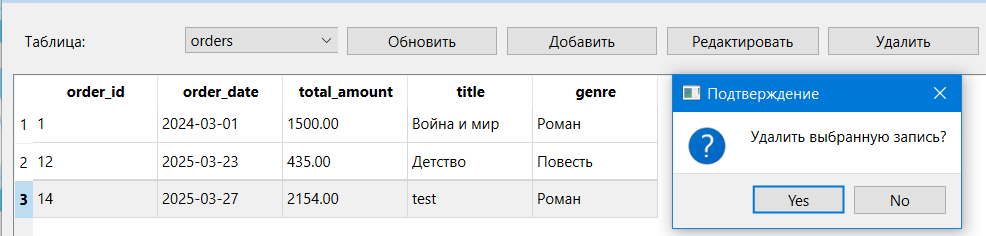 Таблица: orders Обновить Добавить Редактировать Удалить
order_id order_date total_amount title genre
1 1 2024-03-01 1500.00 Война и мир Роман
2 12 2025-03-23 435.00 Детство Повесть
3 14 2025-03-27 2154.00 test Роман
Подтверждение
Удалить выбранную запись?
Yes No